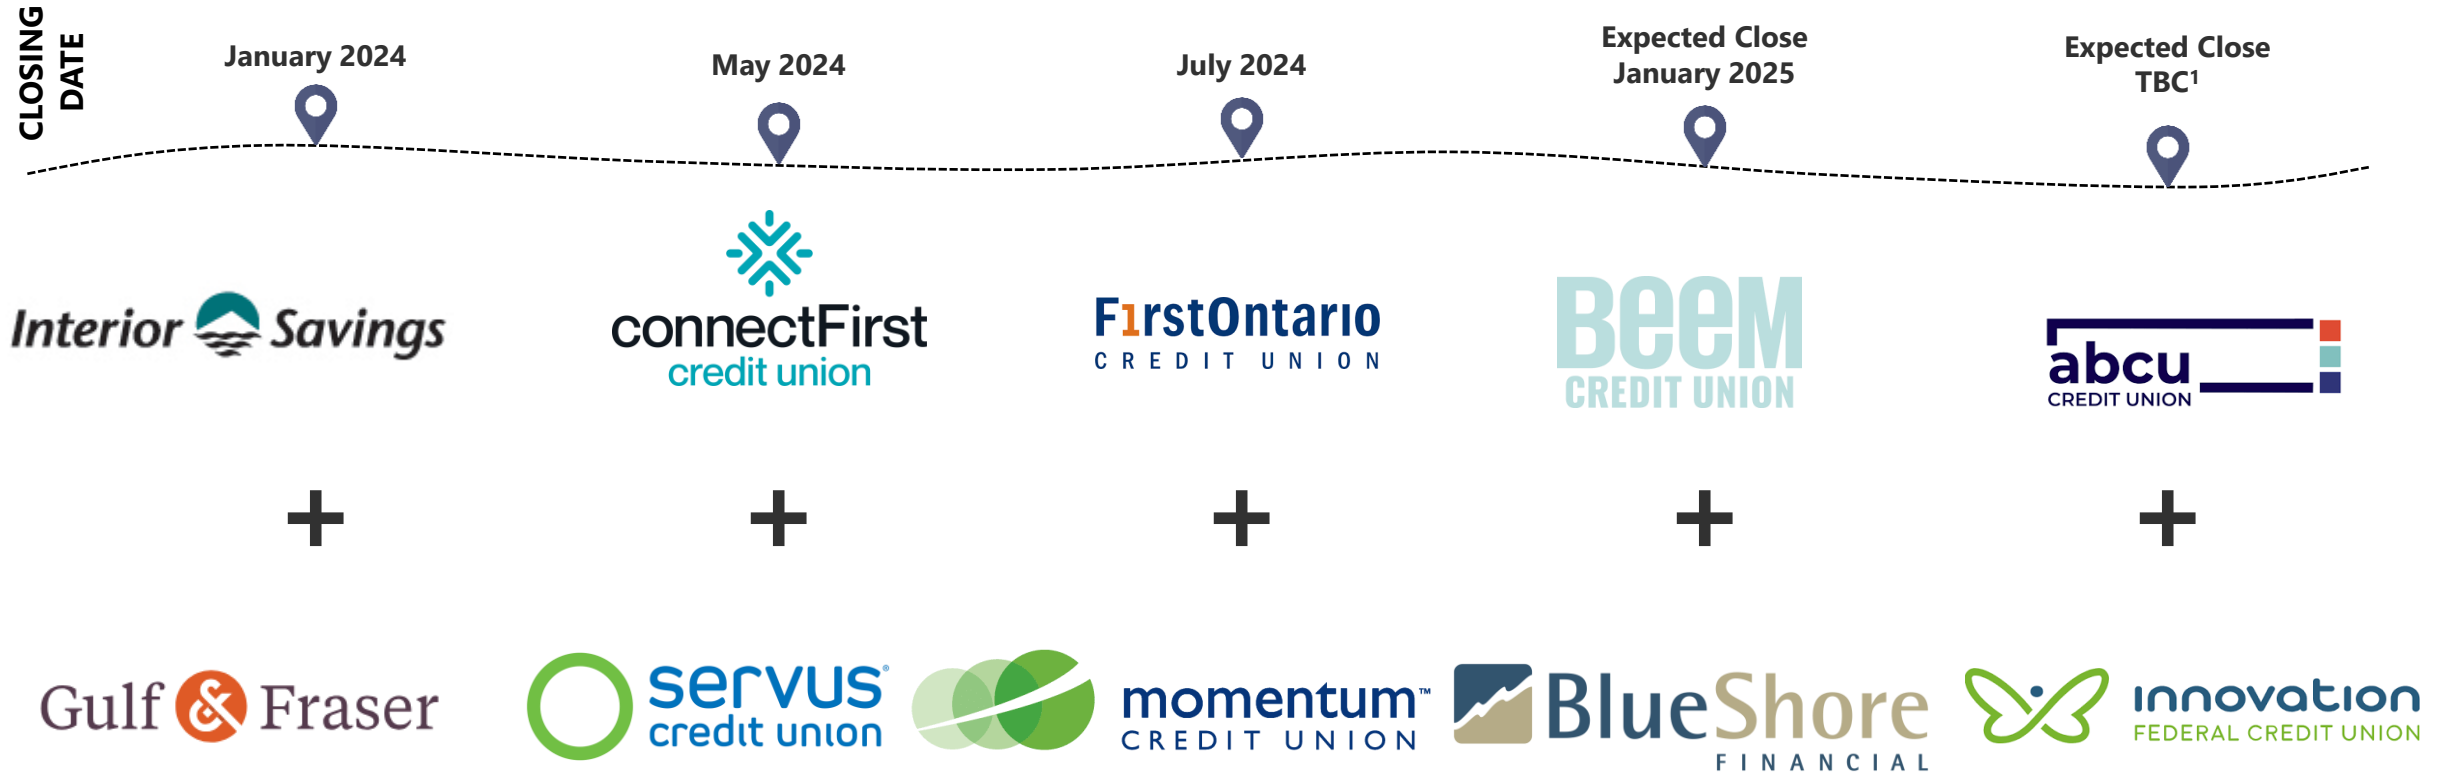 CLOSING
DATE
January 2024
May 2024
July 2024
Expected Close
January 2025
Expected Close
TBC¹
Interior Savings
connectFirst
credit union
F1rstOntario
CREDIT UNION
BeeM
CREDIT UNION
abcu
CREDIT UNION
+ + + + +
Gulf & Fraser
servus®
credit union
momentum™
CREDIT UNION
BlueShore
FINANCIAL
innovation
FEDERAL CREDIT UNION